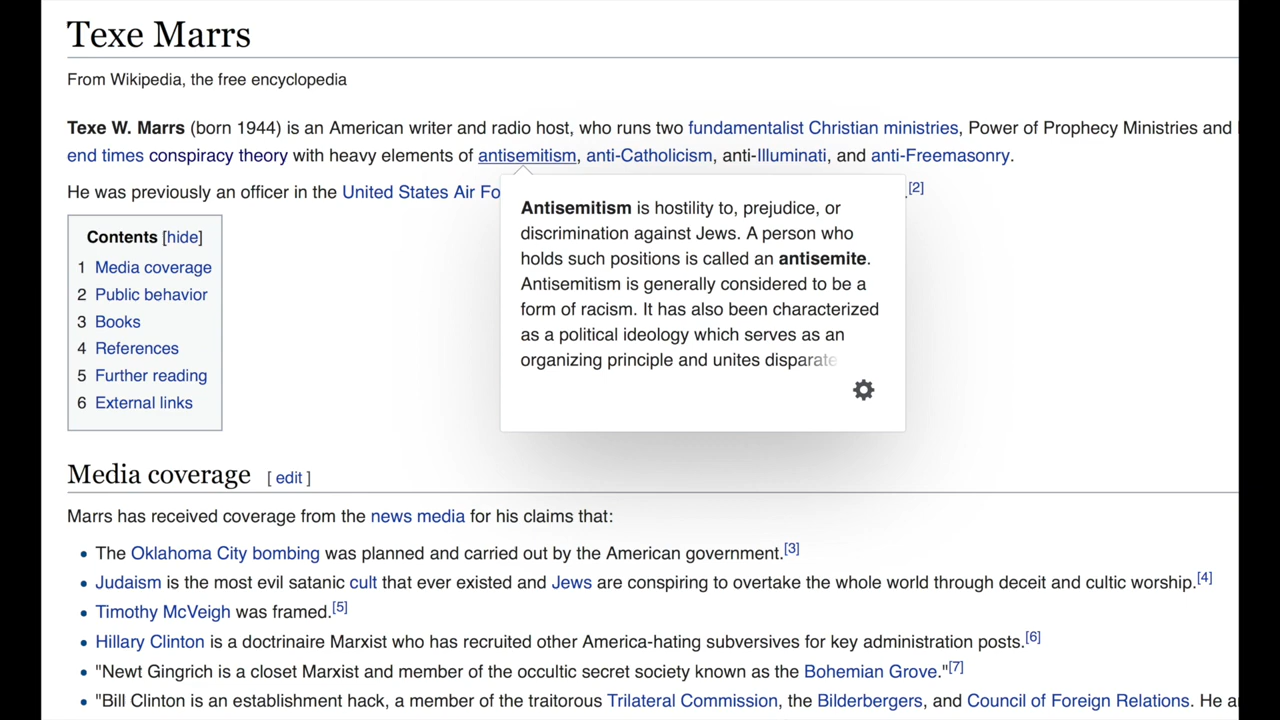 Texe Marrs
From Wikipedia, the free encyclopedia
Texe W. Marrs (born 1944) is an American writer and radio host, who runs two fundamentalist Christian ministries, Power of Prophecy Ministries and
end times conspiracy theory with heavy elements of antisemitism, anti-Catholicism, anti-Illuminati, and anti-Freemasonry.
He was previously an officer in the United States Air Fo .[2]
Antisemitism is hostility to, prejudice, or
discrimination against Jews. A person who
holds such positions is called an antisemite.
Antisemitism is generally considered to be a
form of racism. It has also been characterized
as a political ideology which serves as an
organizing principle and unites disparate
Contents [hide]
1 Media coverage
2 Public behavior
3 Books
4 References
5 Further reading
6 External links
Media coverage [ edit ]
Marrs has received coverage from the news media for his claims that:
• The Oklahoma City bombing was planned and carried out by the American government.[3]
• Judaism is the most evil satanic cult that ever existed and Jews are conspiring to overtake the whole world through deceit and cultic worship.[4]
• Timothy McVeigh was framed.[5]
• Hillary Clinton is a doctrinaire Marxist who has recruited other America-hating subversives for key administration posts.[6]
• "Newt Gingrich is a closet Marxist and member of the occultic secret society known as the Bohemian Grove."[7]
• "Bill Clinton is an establishment hack, a member of the traitorous Trilateral Commission, the Bilderbergers, and Council of Foreign Relations. He